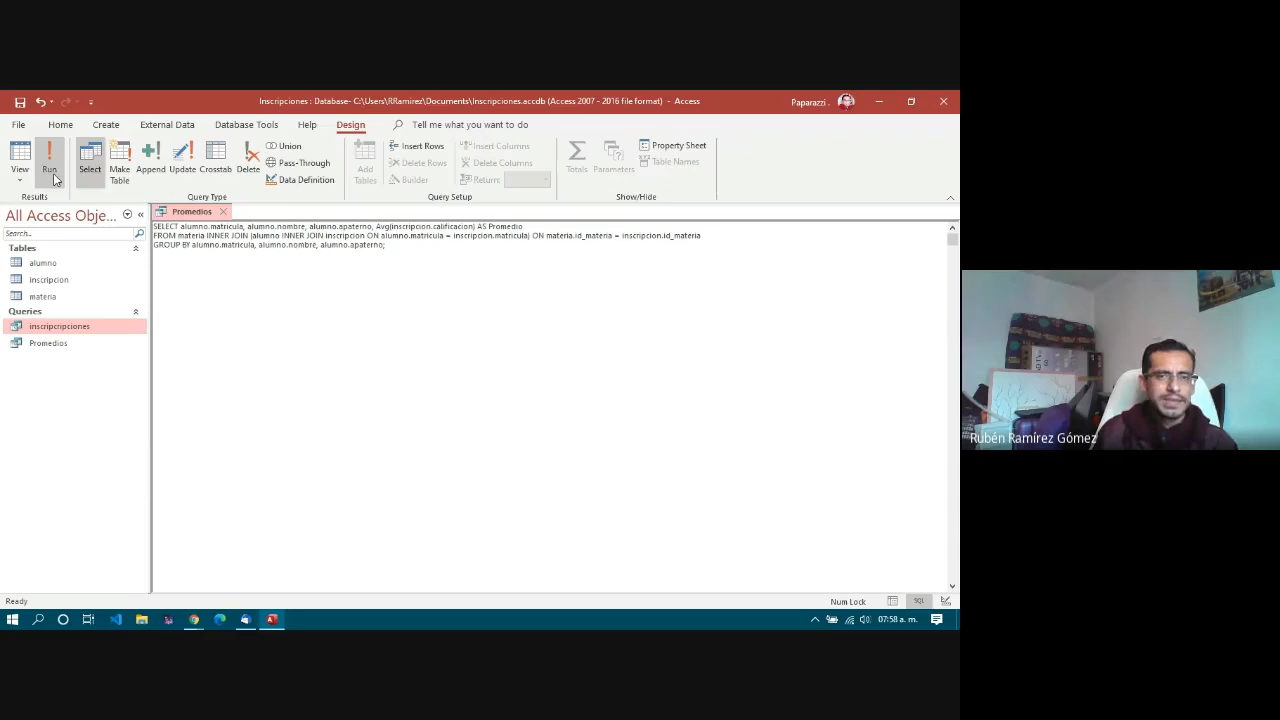 Inscripciones : Database- C:\Users\RRamirez\Documents\Inscripciones.accdb (Access 2007 - 2016 file format) - Access
Paparazzi .
File Home Create External Data Database Tools Help Design Tell me what you want to do
View
Run
Results
Select
Make Table
Append
Update
Crosstab
Delete
Union
Pass-Through
Data Definition
Query Type
Add Tables
Insert Rows
Delete Rows
Builder
Insert Columns
Delete Columns
Return:
Query Setup
Totals
Parameters
Property Sheet
Table Names
Show/Hide
All Access Obje...
Search...
Tables
alumno
inscripcion
materia
Queries
inscripcripciones
Promedios
Promedios
SELECT alumno.matricula, alumno.nombre, alumno.apaterno, Avg(inscripcion.calificacion) AS Promedio
FROM materia INNER JOIN (alumno INNER JOIN inscripcion ON alumno.matricula = inscripcion.matricula) ON materia.id_materia = inscripcion.id_materia
GROUP BY alumno.matricula, alumno.nombre, alumno.apaterno;
Rubén Ramírez Gómez
Ready
Num Lock
SQL
07:58 a. m.